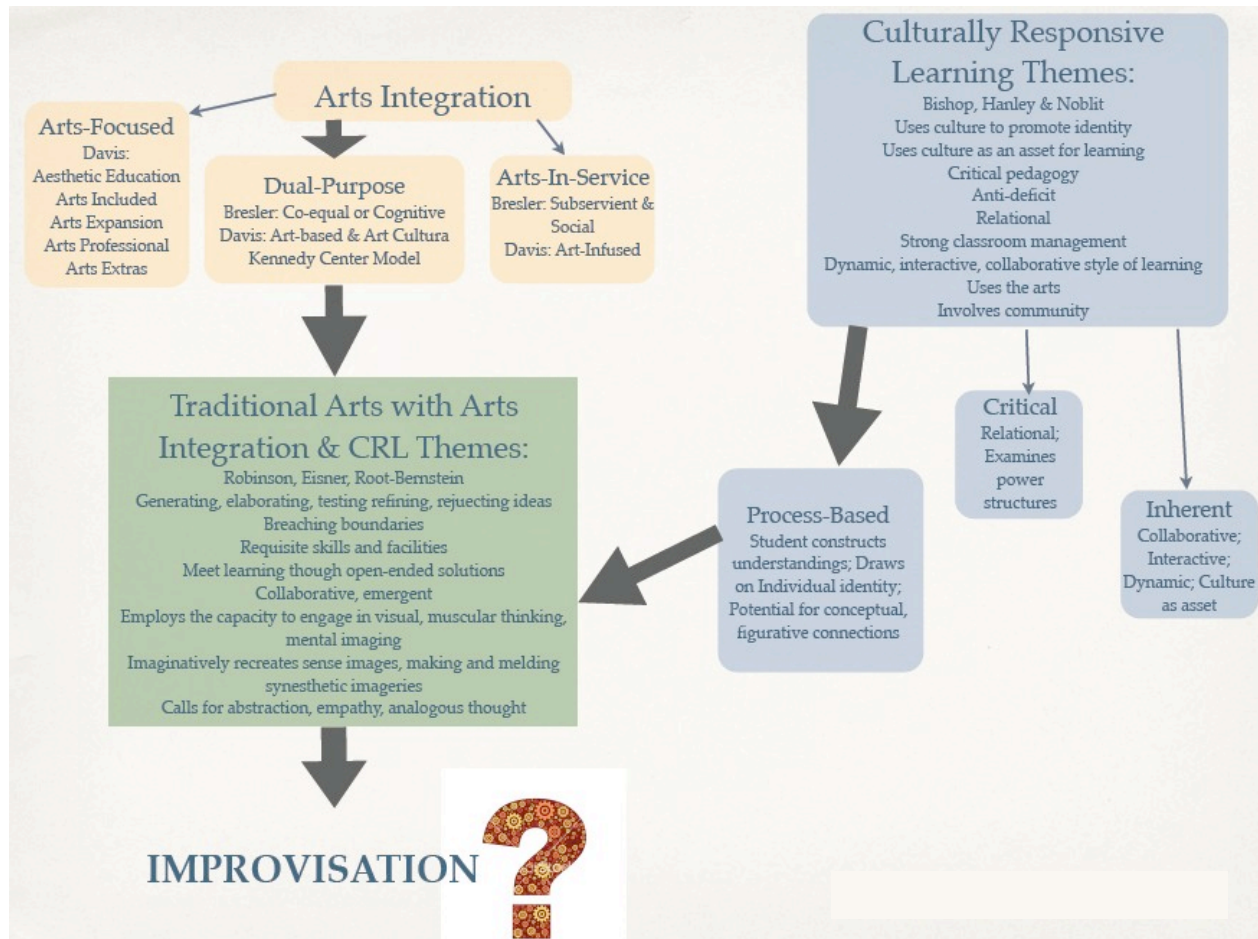 Arts Integration
Arts-Focused
Davis:
Aesthetic Education
Arts Included
Arts Expansion
Arts Professional
Arts Extras
Dual-Purpose
Bresler: Co-equal or Cognitive
Davis: Art-based & Art Cultura
Kennedy Center Model
Arts-In-Service
Bresler: Subservient &
Social
Davis: Art-Infused
Culturally Responsive
Learning Themes:
Bishop, Hanley & Noblit
Uses culture to promote identity
Uses culture as an asset for learning
Critical pedagogy
Anti-deficit
Relational
Strong classroom management
Dynamic, interactive, collaborative style of learning
Uses the arts
Involves community
Traditional Arts with Arts
Integration & CRL Themes:
Robinson, Eisner, Root-Bernstein
Generating, elaborating, testing refining, rejuecting ideas
Breaching boundaries
Requisite skills and facilities
Meet learning though open-ended solutions
Collaborative, emergent
Employs the capacity to engage in visual, muscular thinking,
mental imaging
Imaginatively recreates sense images, making and melding
synesthetic imageries
Calls for abstraction, empathy, analogous thought
Process-Based
Student constructs
understandings; Draws
on Individual identity;
Potential for conceptual,
figurative connections
Critical
Relational;
Examines
power
structures
Inherent
Collaborative;
Interactive;
Dynamic; Culture
as asset
IMPROVISATION ?